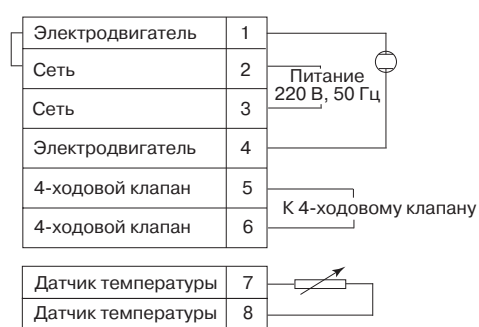 Электродвигатель 1
Сеть 2
Питание
220 В, 50 Гц
Сеть 3
Электродвигатель 4
4-ходовой клапан 5
К 4-ходовому клапану
4-ходовой клапан 6
Датчик температуры 7
Датчик температуры 8